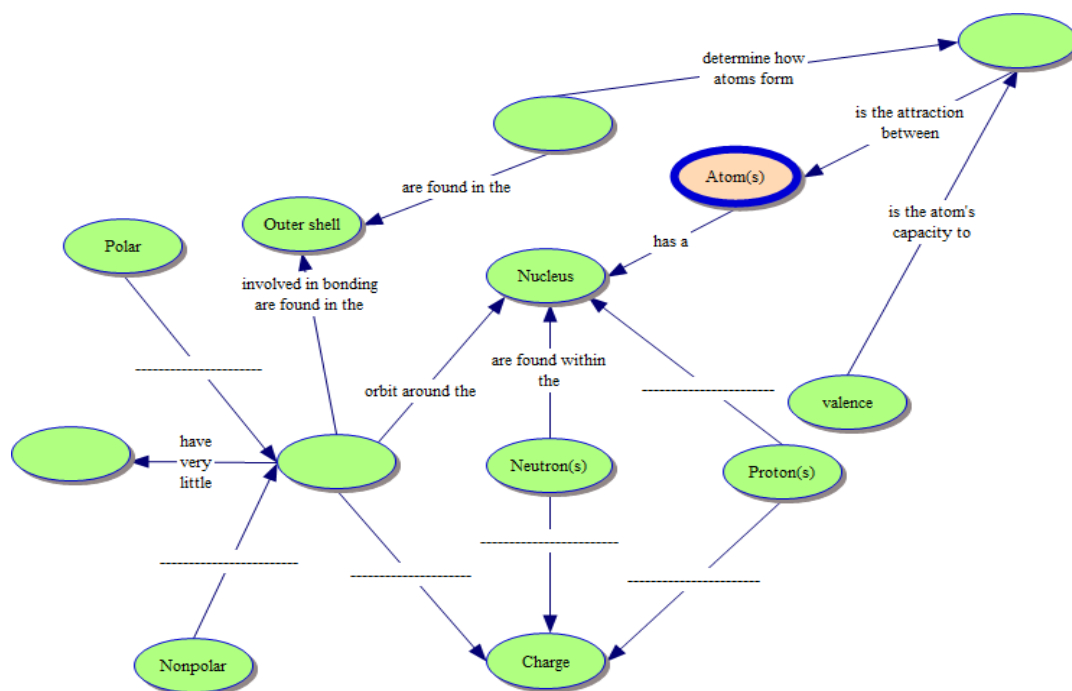 determine how
atoms form
is the attraction
between
Atom(s)
are found in the
is the atom's
capacity to
Outer shell
Polar
has a
Nucleus
involved in bonding
are found in the
-----------------------
are found within
the
orbit around the
-----------------------
valence
have
very
little
Neutron(s)
Proton(s)
------------------------
------------------------
---------------------
-----------------------
Nonpolar
Charge